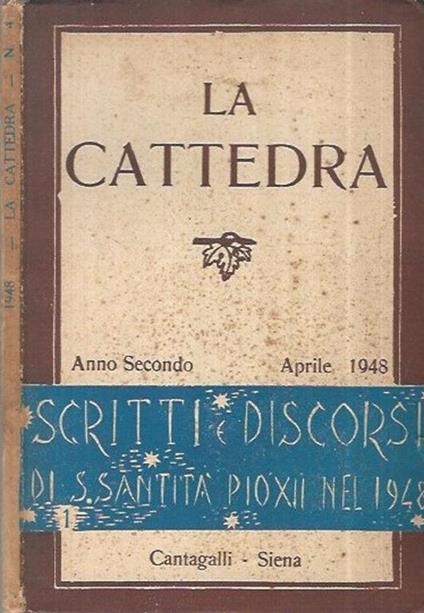 1948 — LA CATTEDRA — N. 4
LA
CATTEDRA
Anno Secondo Aprile 1948
SCRITTI e DISCORSI
DI S. SANTITÀ PIO XII NEL 1948
1
Cantagalli - Siena